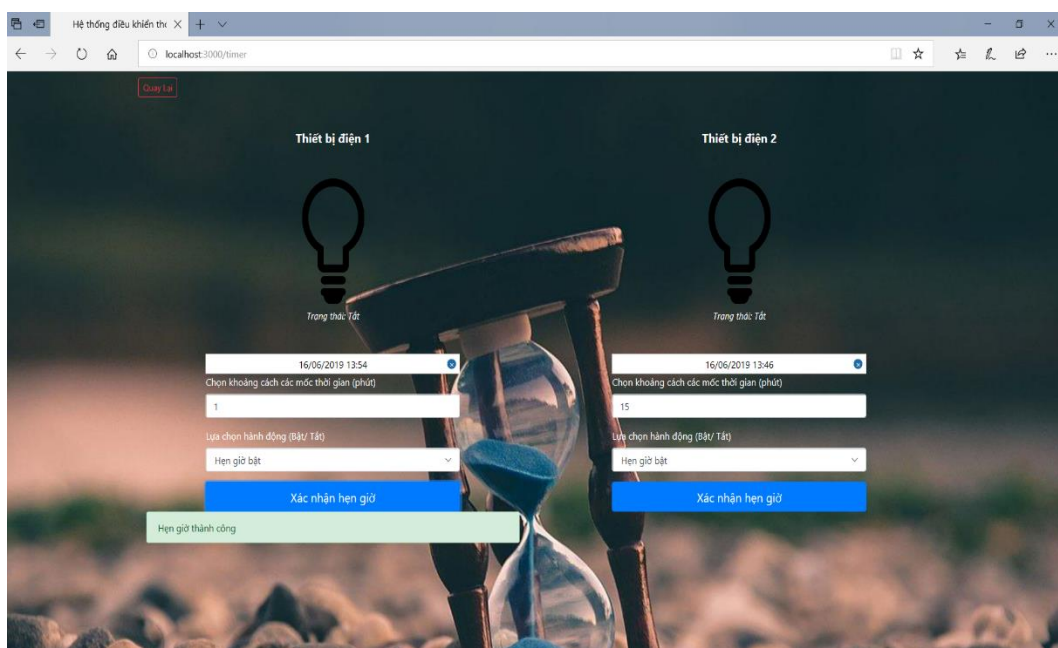 Hệ thống điều khiển thc
localhost:3000/timer
Quay Lại
Thiết bị điện 1
Thiết bị điện 2
Trạng thái: Tắt
Trạng thái: Tắt
16/06/2019 13:54
16/06/2019 13:46
Chọn khoảng cách các mốc thời gian (phút)
Chọn khoảng cách các mốc thời gian (phút)
1
15
Lựa chọn hành động (Bật/ Tắt)
Lựa chọn hành động (Bật/ Tắt)
Hẹn giờ bật
Hẹn giờ bật
Xác nhận hẹn giờ
Xác nhận hẹn giờ
Hẹn giờ thành công